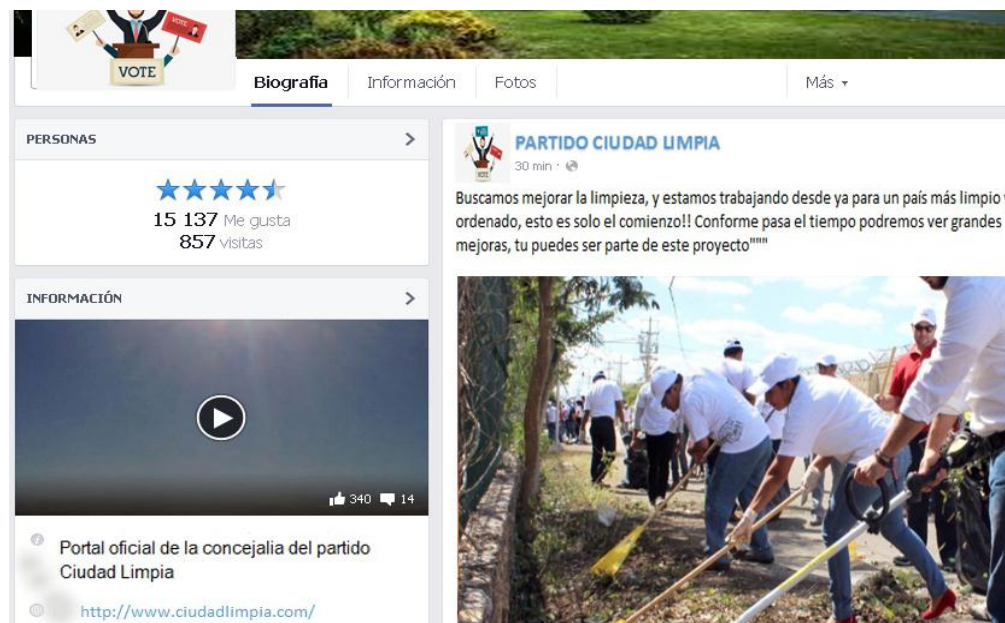 VOTE
VOTE
Biografía
Información
Fotos
Más
PERSONAS
15 137 Me gusta
857 visitas
INFORMACIÓN
340
14
Portal oficial de la concejalia del partido
Ciudad Limpia
http://www.ciudadlimpia.com/
PARTIDO CIUDAD LIMPIA
30 min ·
Buscamos mejorar la limpieza, y estamos trabajando desde ya para un país más limpio y
ordenado, esto es solo el comienzo!! Conforme pasa el tiempo podremos ver grandes
mejoras, tu puedes ser parte de este proyecto"""